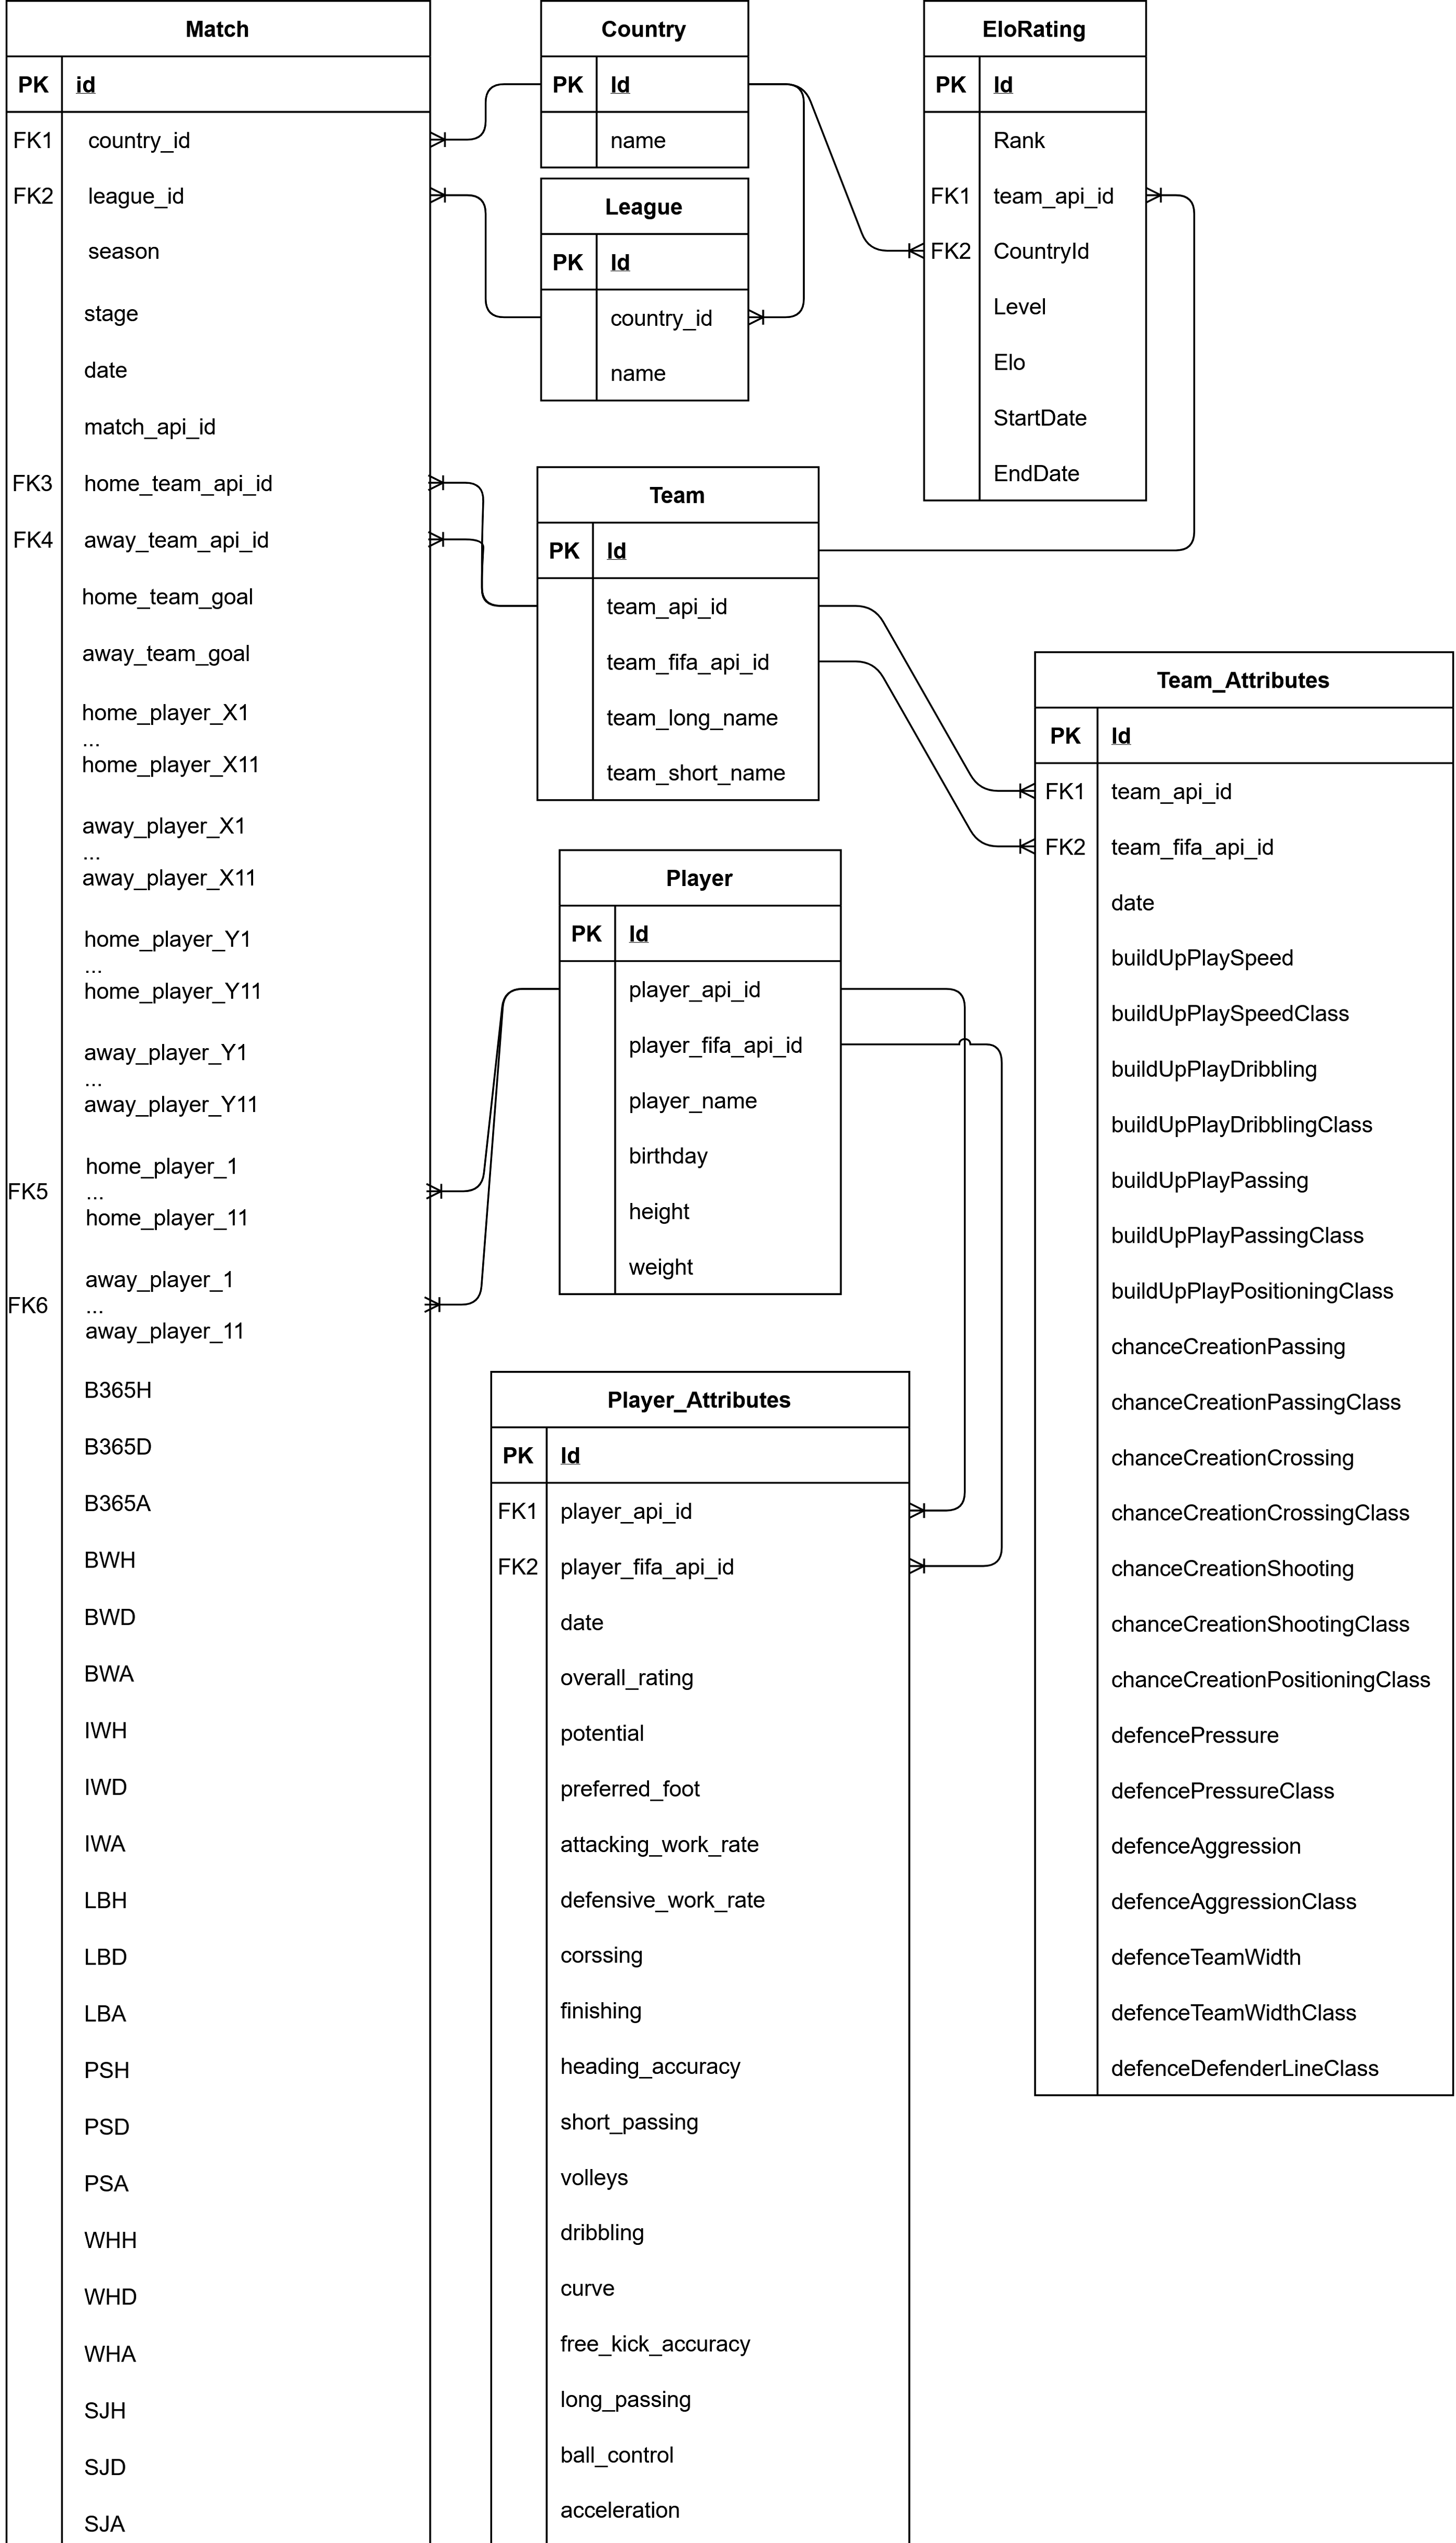 Match
PK id
FK1 country_id
FK2 league_id
season
stage
date
match_api_id
FK3 home_team_api_id
FK4 away_team_api_id
home_team_goal
away_team_goal
home_player_X1
...
home_player_X11
away_player_X1
...
away_player_X11
home_player_Y1
...
home_player_Y11
away_player_Y1
...
away_player_Y11
home_player_1
FK5 ...
home_player_11
away_player_1
FK6 ...
away_player_11
B365H
B365D
B365A
BWH
BWD
BWA
IWH
IWD
IWA
LBH
LBD
LBA
PSH
PSD
PSA
WHH
WHD
WHA
SJH
SJD
SJA
Country
PK Id
name
League
PK Id
country_id
name
EloRating
PK Id
Rank
FK1 team_api_id
FK2 CountryId
Level
Elo
StartDate
EndDate
Team
PK Id
team_api_id
team_fifa_api_id
team_long_name
team_short_name
Team_Attributes
PK Id
FK1 team_api_id
FK2 team_fifa_api_id
date
buildUpPlaySpeed
buildUpPlaySpeedClass
buildUpPlayDribbling
buildUpPlayDribblingClass
buildUpPlayPassing
buildUpPlayPassingClass
buildUpPlayPositioningClass
chanceCreationPassing
chanceCreationPassingClass
chanceCreationCrossing
chanceCreationCrossingClass
chanceCreationShooting
chanceCreationShootingClass
chanceCreationPositioningClass
defencePressure
defencePressureClass
defenceAggression
defenceAggressionClass
defenceTeamWidth
defenceTeamWidthClass
defenceDefenderLineClass
Player
PK Id
player_api_id
player_fifa_api_id
player_name
birthday
height
weight
Player_Attributes
PK Id
FK1 player_api_id
FK2 player_fifa_api_id
date
overall_rating
potential
preferred_foot
attacking_work_rate
defensive_work_rate
corssing
finishing
heading_accuracy
short_passing
volleys
dribbling
curve
free_kick_accuracy
long_passing
ball_control
acceleration